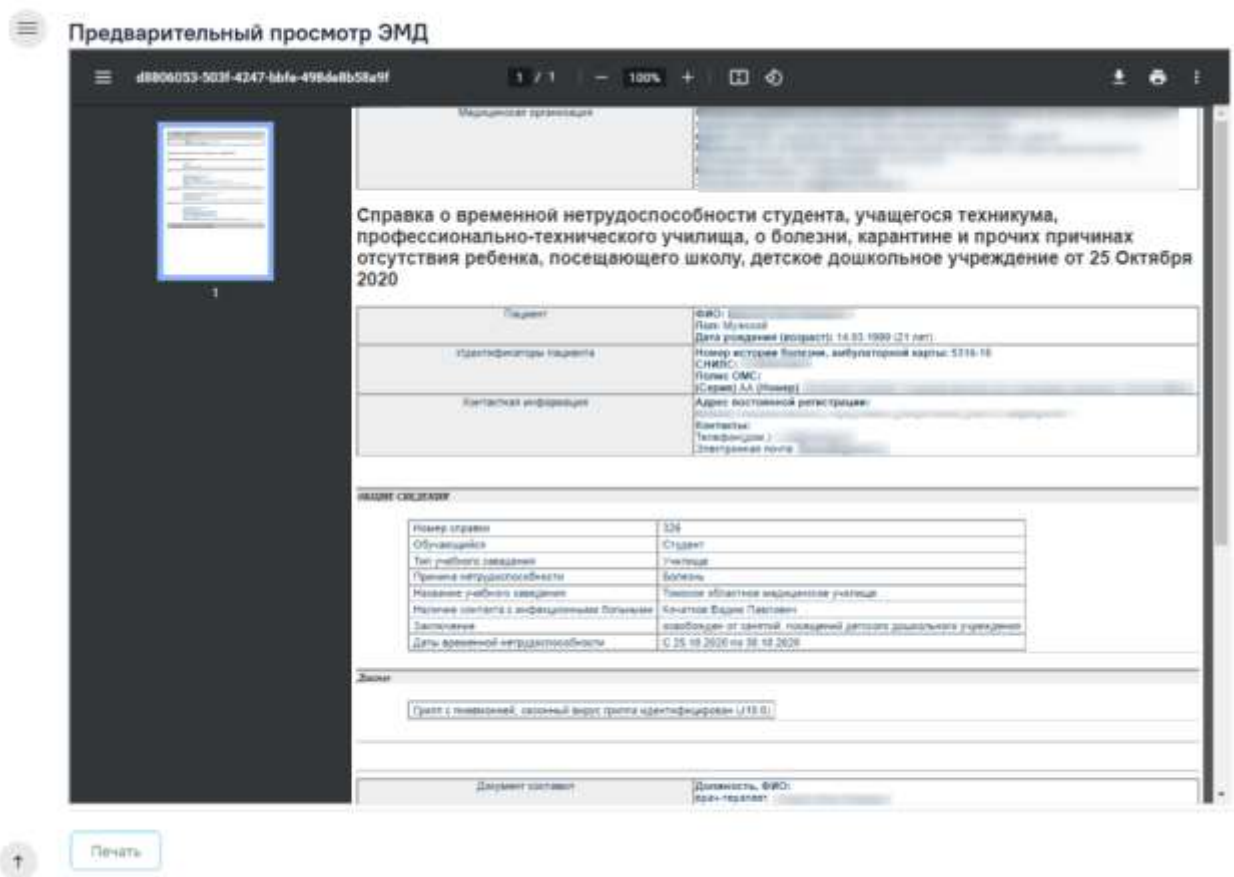 Предварительный просмотр ЭМД
d8806053-503f-4247-bbfe-498de8b58a9f 1 / 1 − 100% +
Медицинская организация
1
Справка о временной нетрудоспособности студента, учащегося техникума,
профессионально-технического училища, о болезни, карантине и прочих причинах
отсутствия ребенка, посещающего школу, детское дошкольное учреждение от 25 Октября
2020
Пациент
ФИО:
Пол: Мужской
Дата рождения (возраст): 14.03.1999 (21 лет)
Идентификаторы пациента
Номер истории болезни, амбулаторной карты: 5316-16
СНИЛС:
Полис ОМС:
(Серия) АА (Номер)
Контактная информация
Адрес постоянной регистрации:
Контакты:
Телефон(дом.)
Электронная почта
ОБЩИЕ СВЕДЕНИЯ
Номер справки 326
Обучающийся Студент
Тип учебного заведения Училище
Причина нетрудоспособности Болезнь
Название учебного заведения Томское областное медицинское училище
Наличие контакта с инфекционными больными Вадим Павлович
Заключение освобожден от занятий, посещений детского дошкольного учреждения
Даты временной нетрудоспособности С 25.10.2020 по 30.10.2020
Грипп с пневмонией, сезонный вирус гриппа идентифицирован (J10.0)
Документ составил
Должность, ФИО:
врач-терапевт
Печать